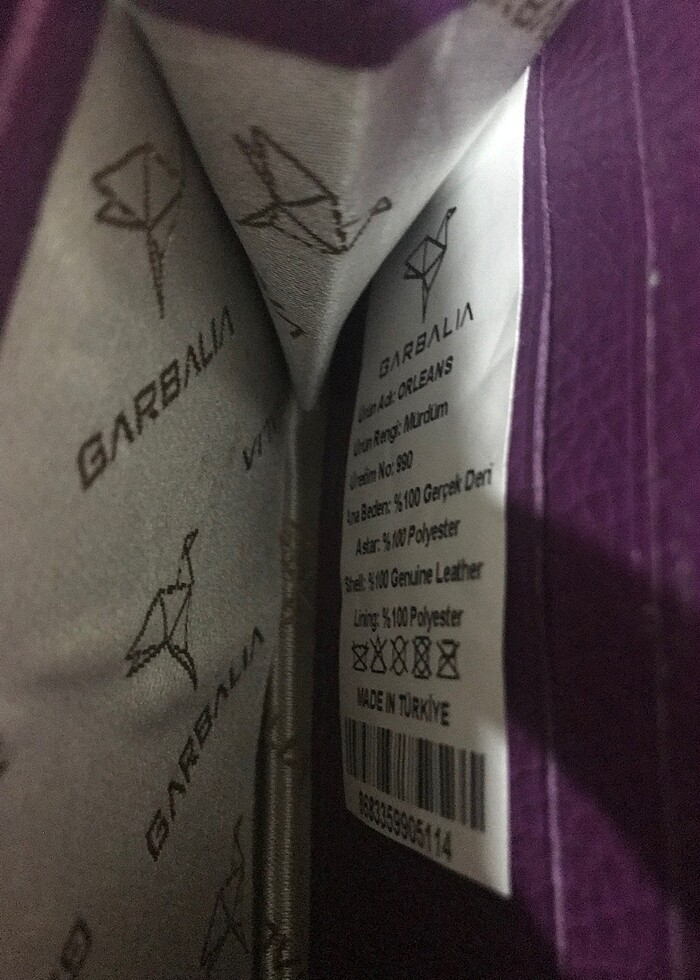 GARBALIA
GARBALIA
GARBALIA
Ürün Adı: ORLEANS
Ürün Rengi: Mürdüm
Üretim No: 990
Ana Beden: %100 Gerçek Deri
Astar: %100 Polyester
Shell: %100 Genuine Leather
Lining: %100 Polyester
MADE IN TÜRKİYE
8683359905114